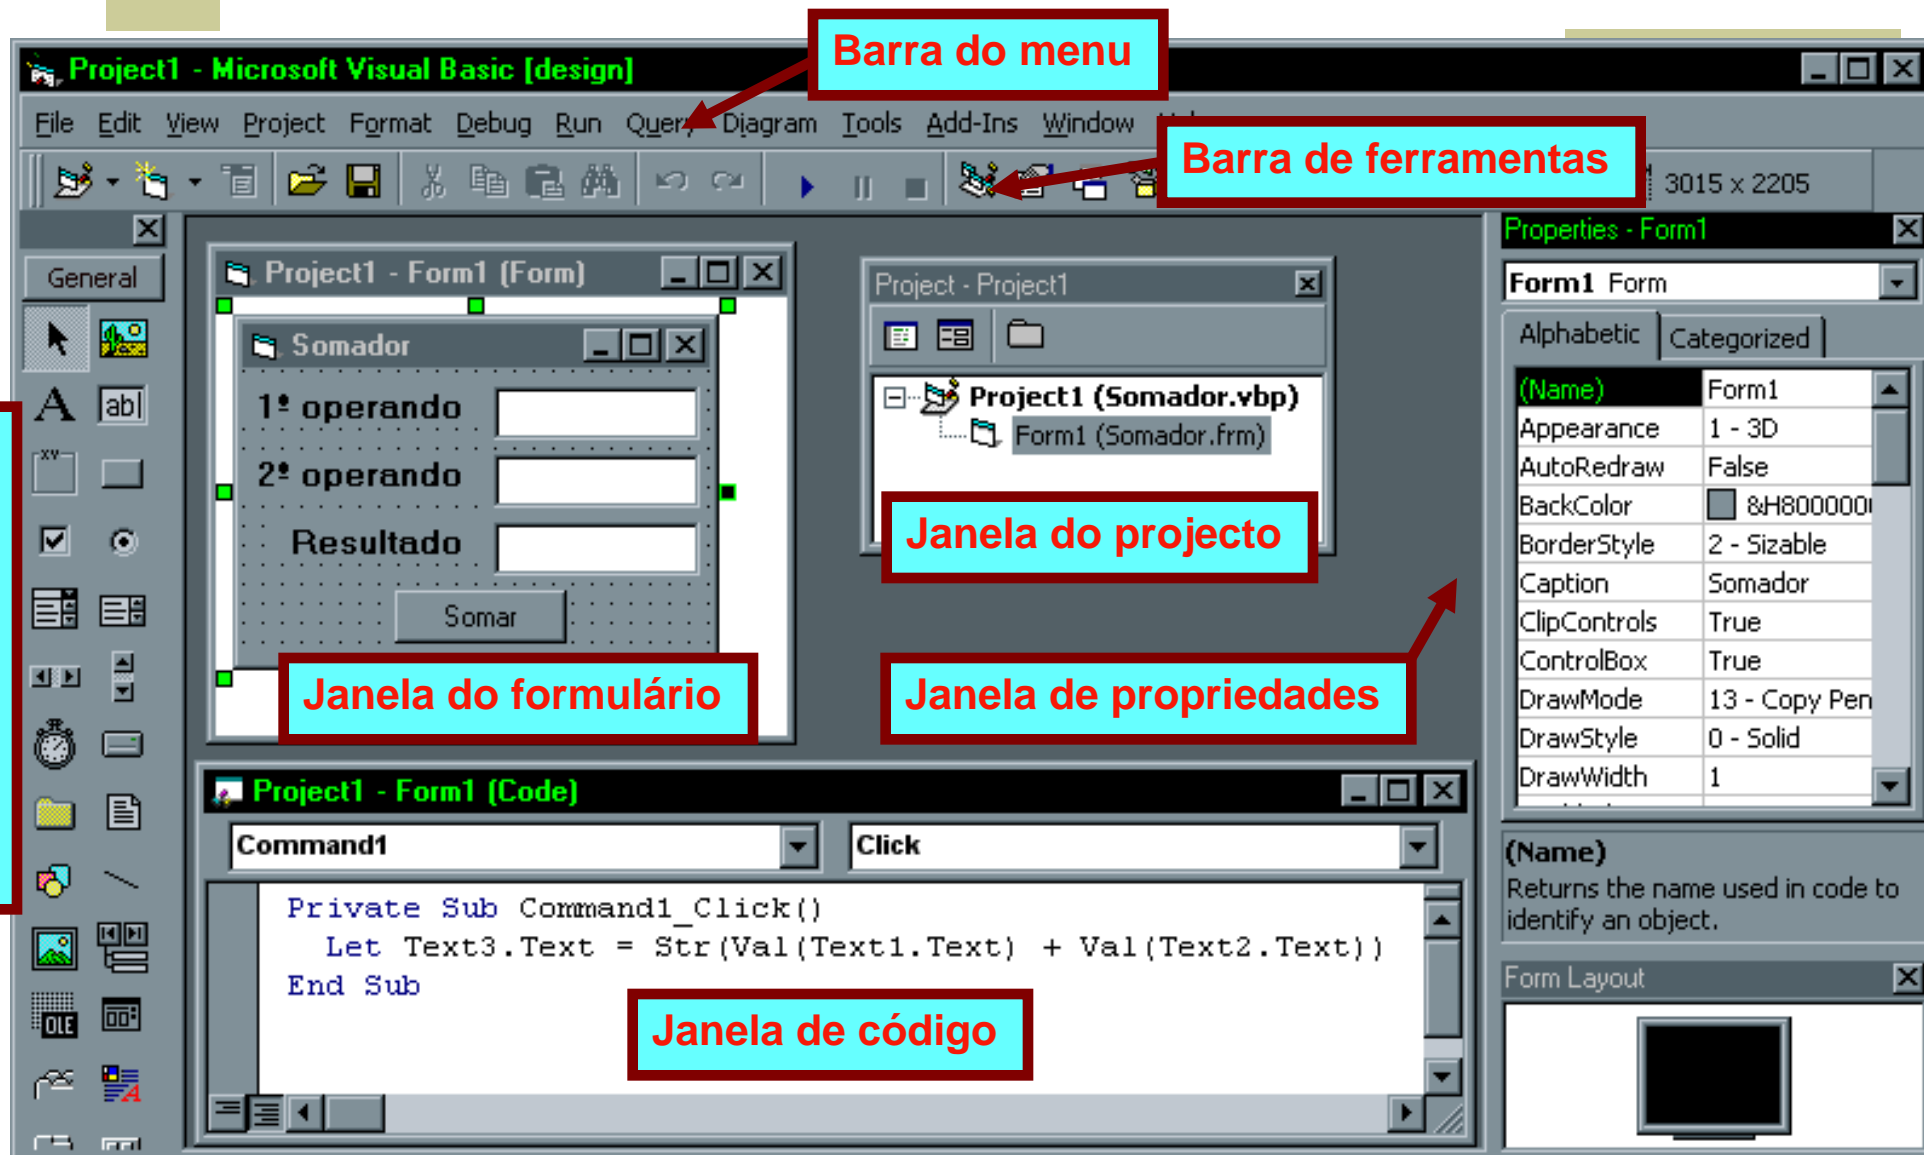 Barra do menu
Project1 - Microsoft Visual Basic [design]
File Edit View Project Format Debug Run Query Diagram Tools Add-Ins Window
Barra de ferramentas
3015 x 2205
General
Project1 - Form1 (Form)
Somador
1º operando
2º operando
Resultado
Somar
Janela do formulário
Project - Project1
Project1 (Somador.vbp)
Form1 (Somador.frm)
Janela do projecto
Janela de propriedades
Properties - Form1
Form1 Form
Alphabetic Categorized
(Name) Form1
Appearance 1 - 3D
AutoRedraw False
BackColor &H800000
BorderStyle 2 - Sizable
Caption Somador
ClipControls True
ControlBox True
DrawMode 13 - Copy Pen
DrawStyle 0 - Solid
DrawWidth 1
(Name)
Returns the name used in code to
identify an object.
Form Layout
A abl
XY
OLE
A
Project1 - Form1 (Code)
Command1 Click
Private Sub Command1_Click()
Let Text3.Text = Str(Val(Text1.Text) + Val(Text2.Text))
End Sub
Janela de código